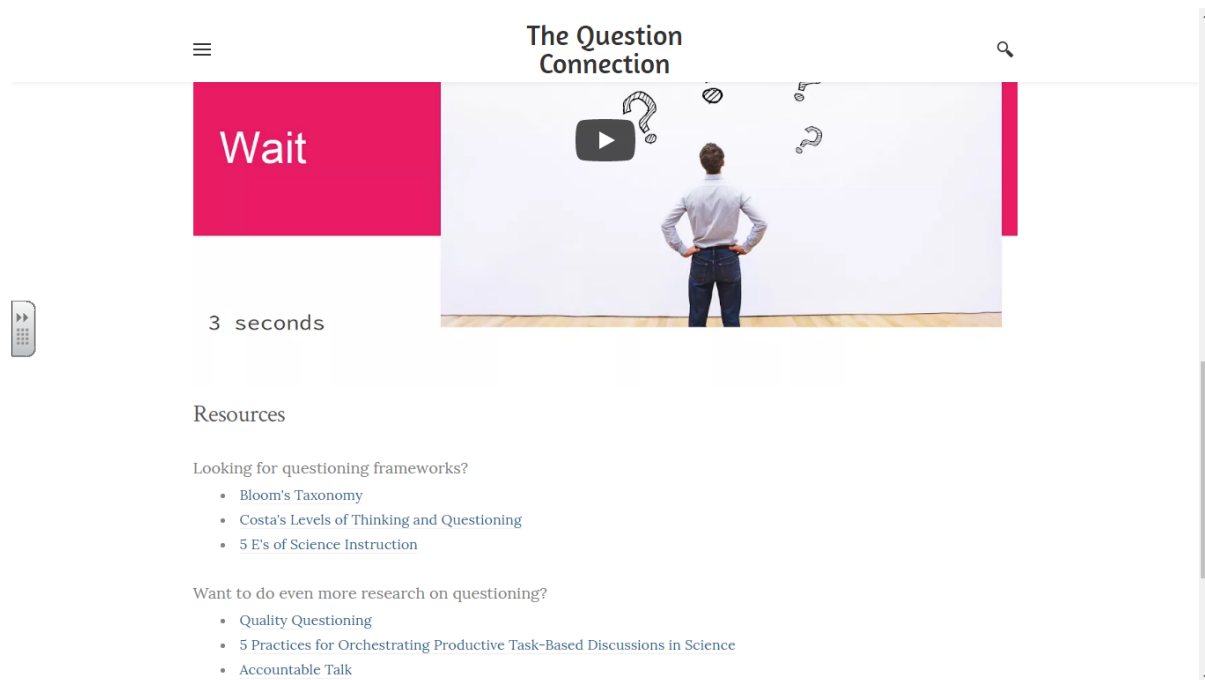 The Question
Connection
Wait
3 seconds
Resources
Looking for questioning frameworks?
Bloom's Taxonomy
Costa's Levels of Thinking and Questioning
5 E's of Science Instruction
Want to do even more research on questioning?
Quality Questioning
5 Practices for Orchestrating Productive Task-Based Discussions in Science
Accountable Talk